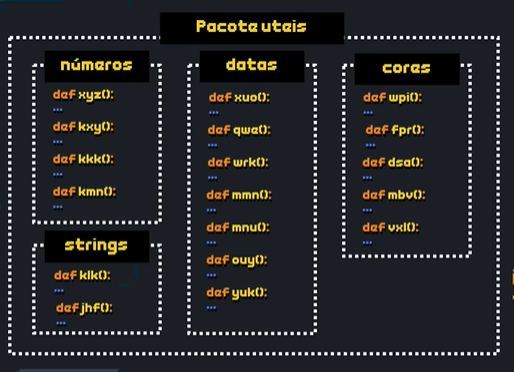 Pacote uteis
números
def xyz():
...
def kxy():
...
def kkk():
...
def kmn():
...
strings
def klk():
...
def jhf():
...
datas
def xuo():
...
def qwe():
...
def wrk():
...
def mmn():
...
def mnu():
...
def ouy():
...
def yuk():
...
cores
def wpi():
...
def fpr():
...
def dsa():
...
def mbv():
...
def vxl():
...